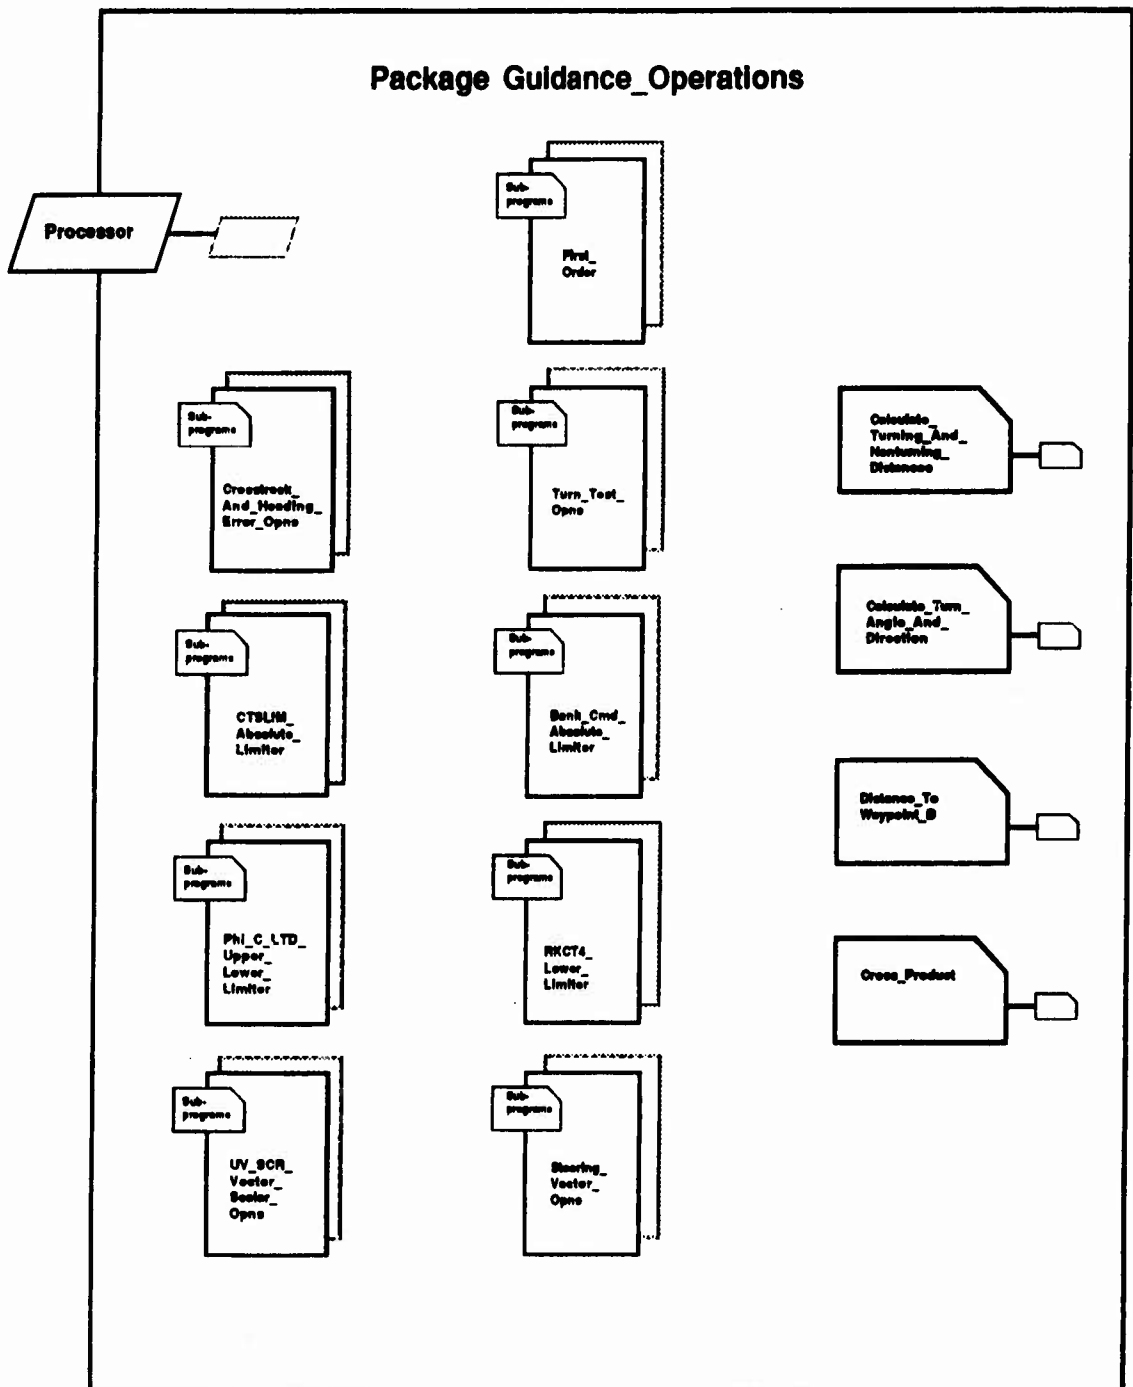 Package Guidance_Operations
Processor
Sub-
programs
First_
Order
Sub-
programs
Crosstrack_
And_Heading_
Error_Opns
Sub-
programs
Turn_Test_
Opns
Calculate_
Turning_And_
Nonturning_
Distances
Sub-
programs
CTSLIM_
Absolute_
Limiter
Sub-
programs
Bank_Cmd_
Absolute_
Limiter
Calculate_Turn_
Angle_And_
Direction
Sub-
programs
Phi_C_LTD_
Upper_
Lower_
Limiter
Sub-
programs
RKCT4_
Lower_
Limiter
Distance_To
Waypoint_B
Cross_Product
Sub-
programs
UV_SCR_
Vector_
Scalar_
Opns
Sub-
programs
Steering_
Vector_
Opns